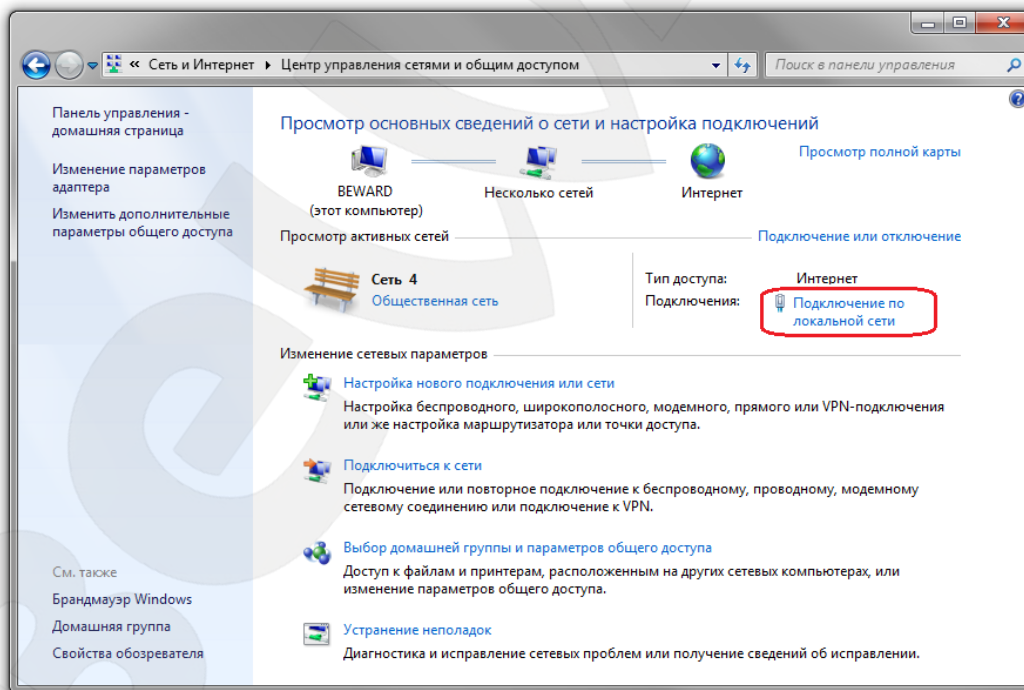 « Сеть и Интернет ▸ Центр управления сетями и общим доступом
Поиск в панели управления
Панель управления -
домашняя страница
Изменение параметров
адаптера
Изменить дополнительные
параметры общего доступа
Просмотр основных сведений о сети и настройка подключений
Просмотр полной карты
BEWARD
(этот компьютер)
Несколько сетей
Интернет
Просмотр активных сетей
Подключение или отключение
Сеть 4
Общественная сеть
Тип доступа: Интернет
Подключения: Подключение по
локальной сети
Изменение сетевых параметров
Настройка нового подключения или сети
Настройка беспроводного, широкополосного, модемного, прямого или VPN-подключения
или же настройка маршрутизатора или точки доступа.
Подключиться к сети
Подключение или повторное подключение к беспроводному, проводному, модемному
сетевому соединению или подключение к VPN.
Выбор домашней группы и параметров общего доступа
Доступ к файлам и принтерам, расположенным на других сетевых компьютерах, или
изменение параметров общего доступа.
Устранение неполадок
Диагностика и исправление сетевых проблем или получение сведений об исправлении.
См. также
Брандмауэр Windows
Домашняя группа
Свойства обозревателя